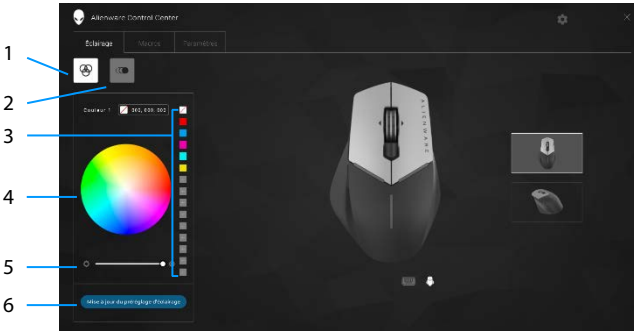 Alienware Control Center
Éclairage Macros Paramètres
1
2
3
4
5
6
Couleur :
ALIENWARE
Mise à jour du préréglage d'éclairage